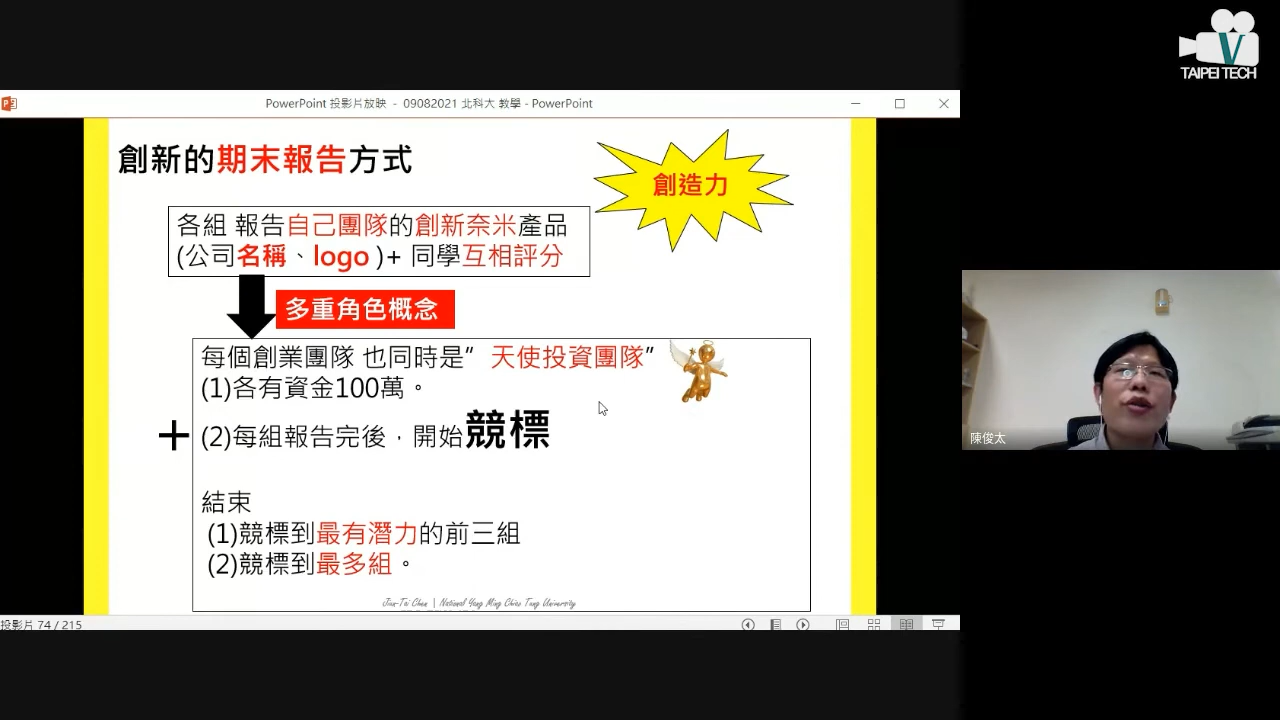 TAIPEI TECH
PowerPoint 投影片放映 - 09082021 北科大 教學 - PowerPoint
創新的期末報告方式
創造力
各組 報告自己團隊的創新奈米產品
(公司名稱、logo )+ 同學互相評分
多重角色概念
每個創業團隊 也同時是” 天使投資團隊”
(1)各有資金100萬。
+ (2)每組報告完後，開始競標
結束
(1)競標到最有潛力的前三組
(2)競標到最多組。
Jiun-Tai Chen | National Yang Ming Chiao Tung University
投影片 74 / 215
陳俊太